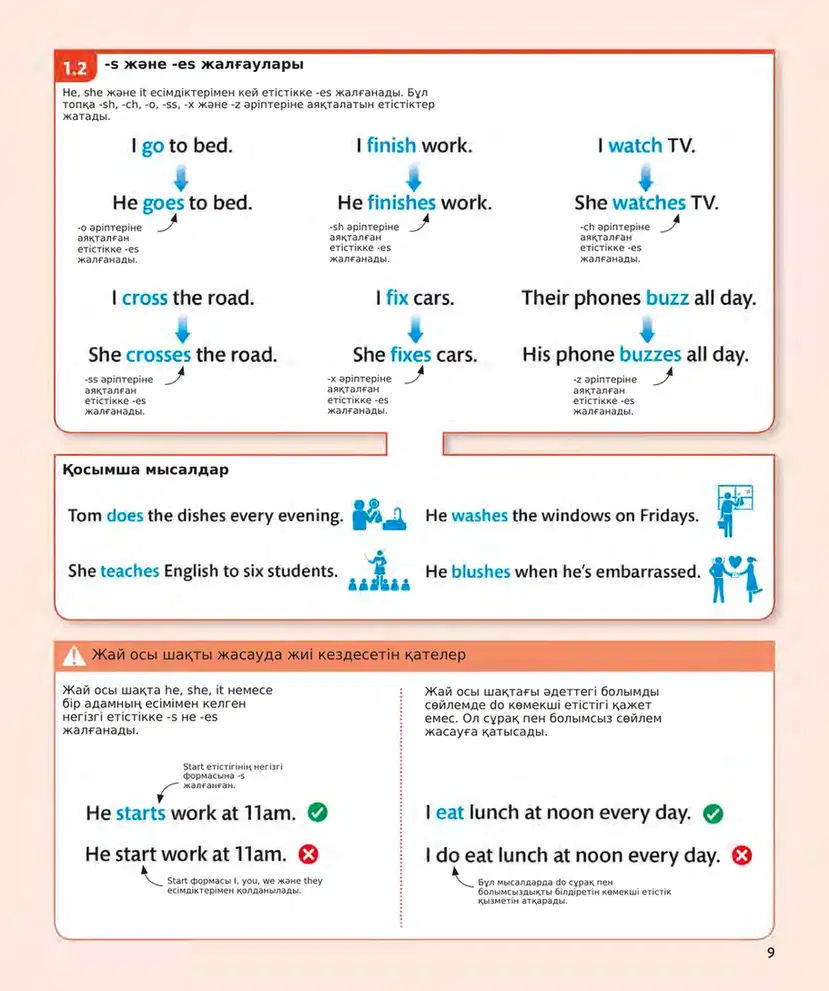 1.2 -s және -es жалғаулары
He, she және it есімдіктерімен кей етістікке -es жалғанады. Бұл
топқа -sh, -ch, -o, -ss, -x және -z әріптеріне аяқталатын етістіктер
жатады.
I go to bed.
He goes to bed.
-o әріптеріне
аяқталған
етістікке -es
жалғанады.
I finish work.
He finishes work.
-sh әріптеріне
аяқталған
етістікке -es
жалғанады.
I watch TV.
She watches TV.
-ch әріптеріне
аяқталған
етістікке -es
жалғанады.
I cross the road.
She crosses the road.
-ss әріптеріне
аяқталған
етістікке -es
жалғанады.
I fix cars.
She fixes cars.
-x әріптеріне
аяқталған
етістікке -es
жалғанады.
Their phones buzz all day.
His phone buzzes all day.
-z әріптеріне
аяқталған
етістікке -es
жалғанады.
Қосымша мысалдар
Tom does the dishes every evening.
He washes the windows on Fridays.
She teaches English to six students.
He blushes when he's embarrassed.
Жай осы шақты жасауда жиі кездесетін қателер
Жай осы шақта he, she, it немесе
бір адамның есімімен келген
негізгі етістікке -s не -es
жалғанады.
Start етістігінің негізгі
формасына -s
жалғанған.
He starts work at 11am.
He start work at 11am.
Start формасы I, you, we және they
есімдіктерімен қолданылады.
Жай осы шақтағы әдеттегі болымды
сөйлемде do көмекші етістігі қажет
емес. Ол сұрақ пен болымсыз сөйлем
жасауға қатысады.
I eat lunch at noon every day.
I do eat lunch at noon every day.
Бұл мысалдарда do сұрақ пен
болымсыздықты білдіретін көмекші етістік
қызметін атқарады.
9